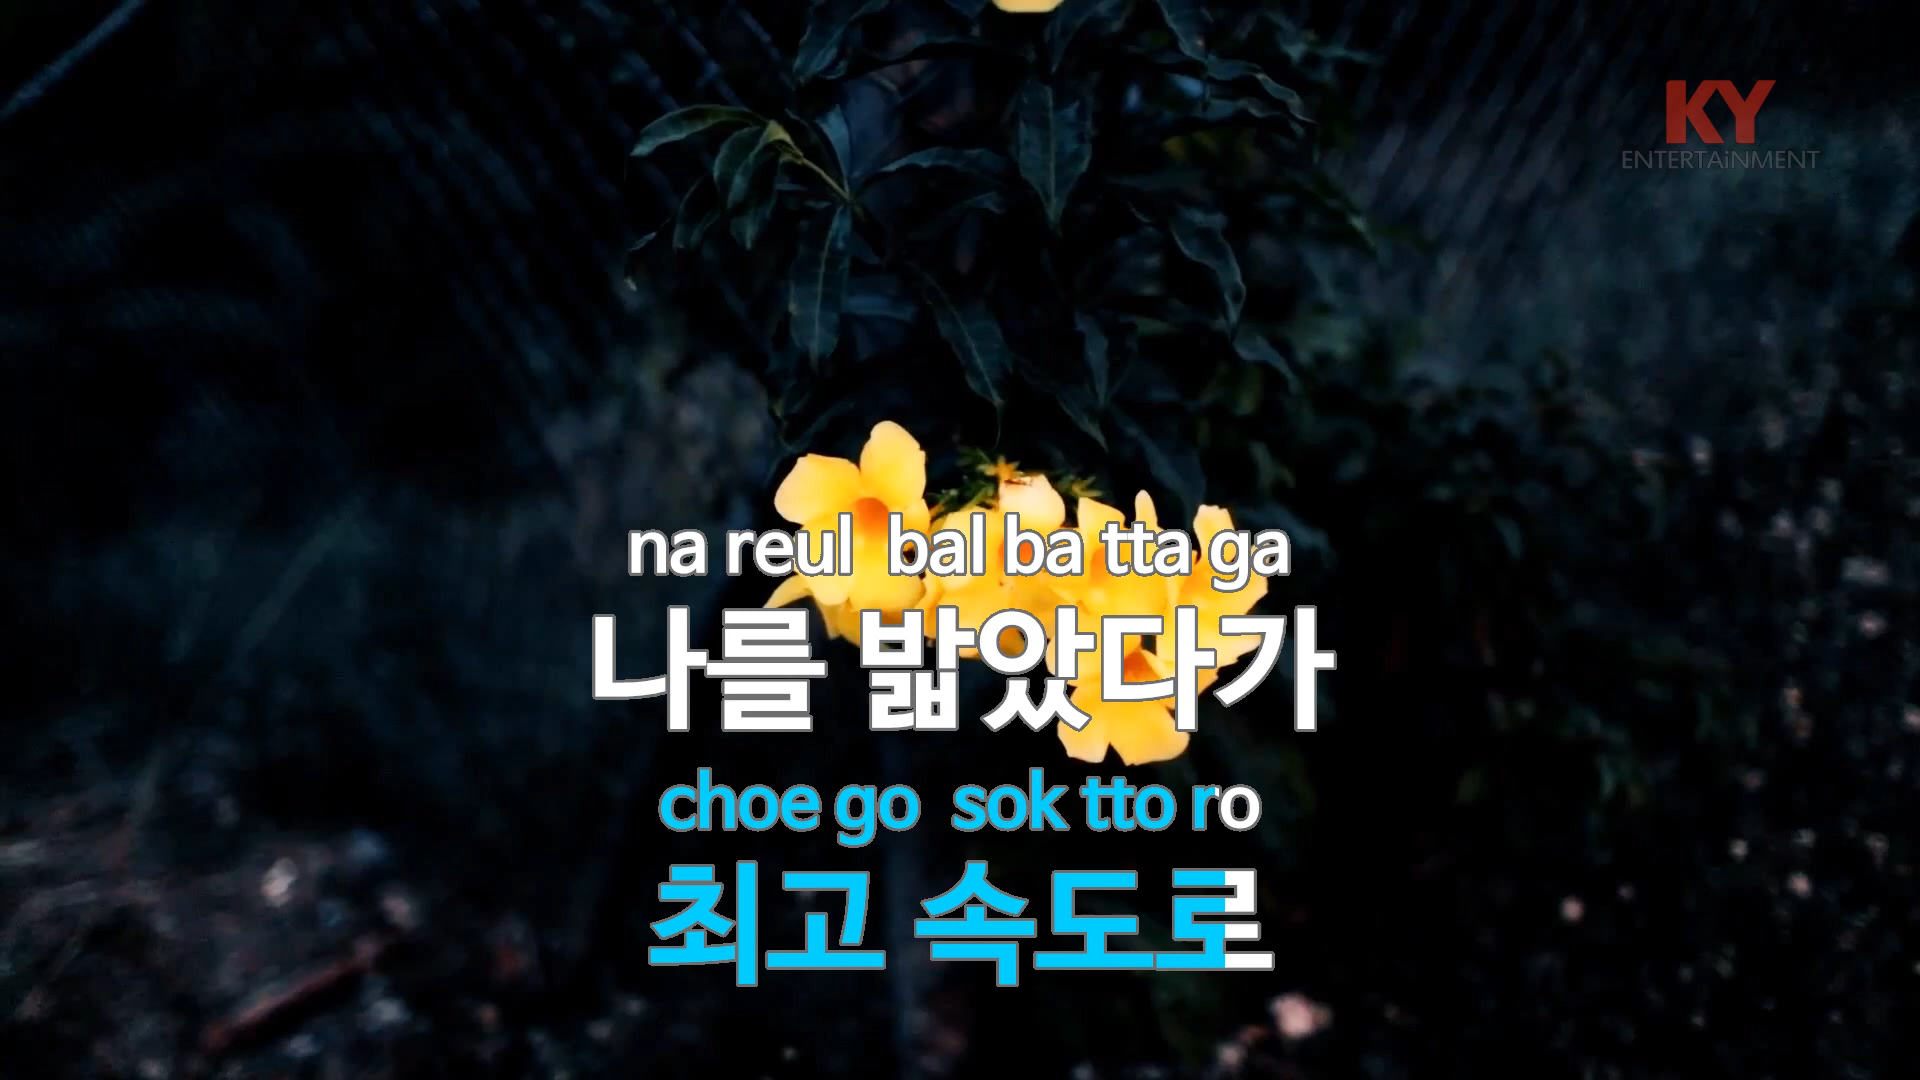 KY
ENTERTAiNMENT
na reul bal ba tta ga
나를 밟았다가
choe go sok tto ro
최고 속도로